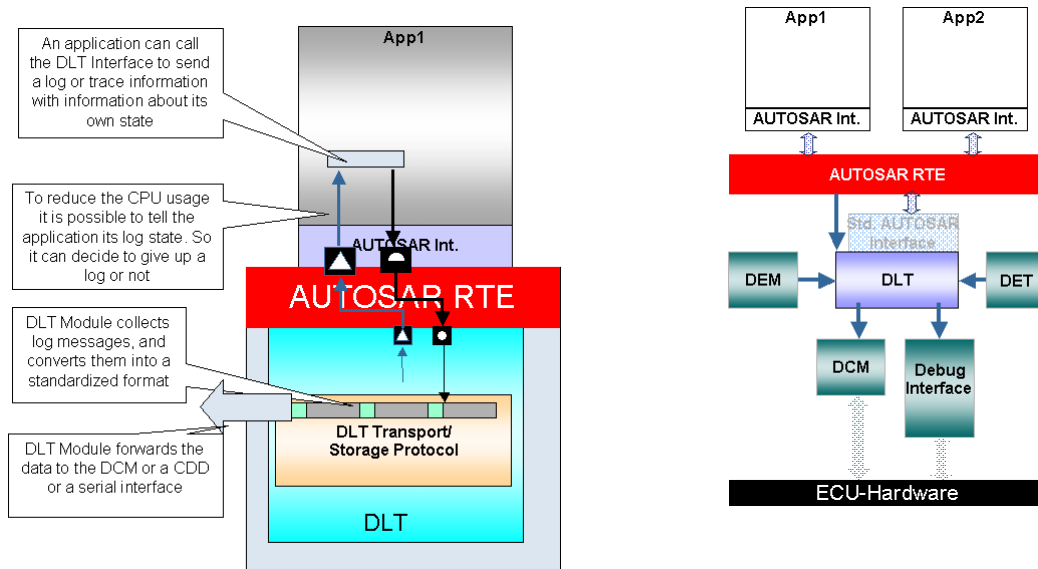 An application can call
the DLT Interface to send
a log or trace information
with information about its
own state
To reduce the CPU usage
it is possible to tell the
application its log state. So
it can decide to give up a
log or not
DLT Module collects
log messages, and
converts them into a
standardized format
DLT Module forwards the
data to the DCM or a CDD
or a serial interface
App1
AUTOSAR Int.
AUTOSAR RTE
DLT Transport/
Storage Protocol
DLT
App1
App2
AUTOSAR Int.
AUTOSAR Int.
AUTOSAR RTE
Std. AUTOSAR
Interface
DEM
DLT
DET
DCM
Debug
Interface
ECU-Hardware